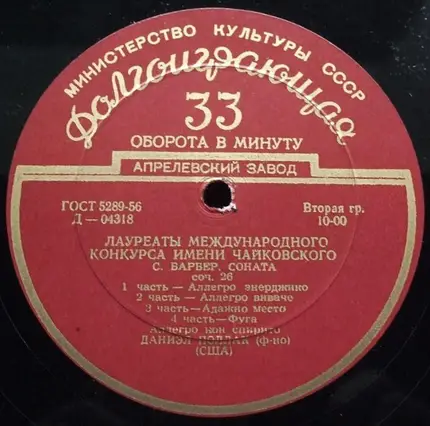 МИНИСТЕРСТВО КУЛЬТУРЫ СССР
Долгоиграющая
33
ОБОРОТА В МИНУТУ
АПРЕЛЕВСКИЙ ЗАВОД
ГОСТ 5289-56
Д — 04318
Вторая гр.
10-00
ЛАУРЕАТЫ МЕЖДУНАРОДНОГО
КОНКУРСА ИМЕНИ ЧАЙКОВСКОГО
С. БАРБЕР. СОНАТА
соч. 26
1 часть — Аллегро энерджико
2 часть — Аллегро виваче
3 часть — Адажио место
4 часть — Фуга
Аллегро кон спирито
ДАНИЭЛ ПОЛЛАК (ф-но)
(США)